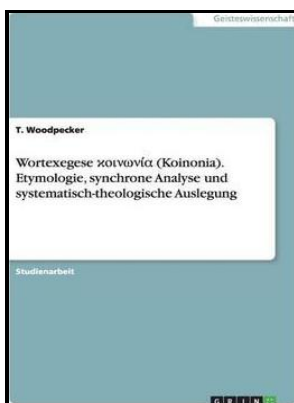 Geisteswissenschaft
T. Woodpecker
Wortexegese κοινωνία (Koinonia).
Etymologie, synchrone Analyse und
systematisch-theologische Auslegung
Studienarbeit
GRIN